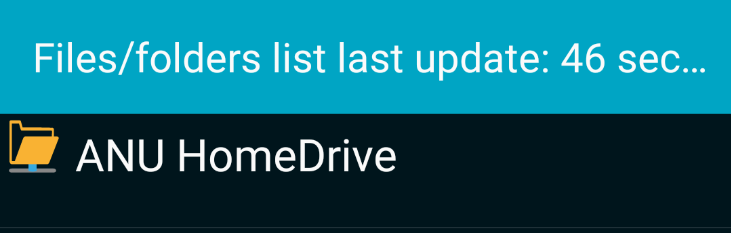 Files/folders list last update: 46 sec...
ANU HomeDrive